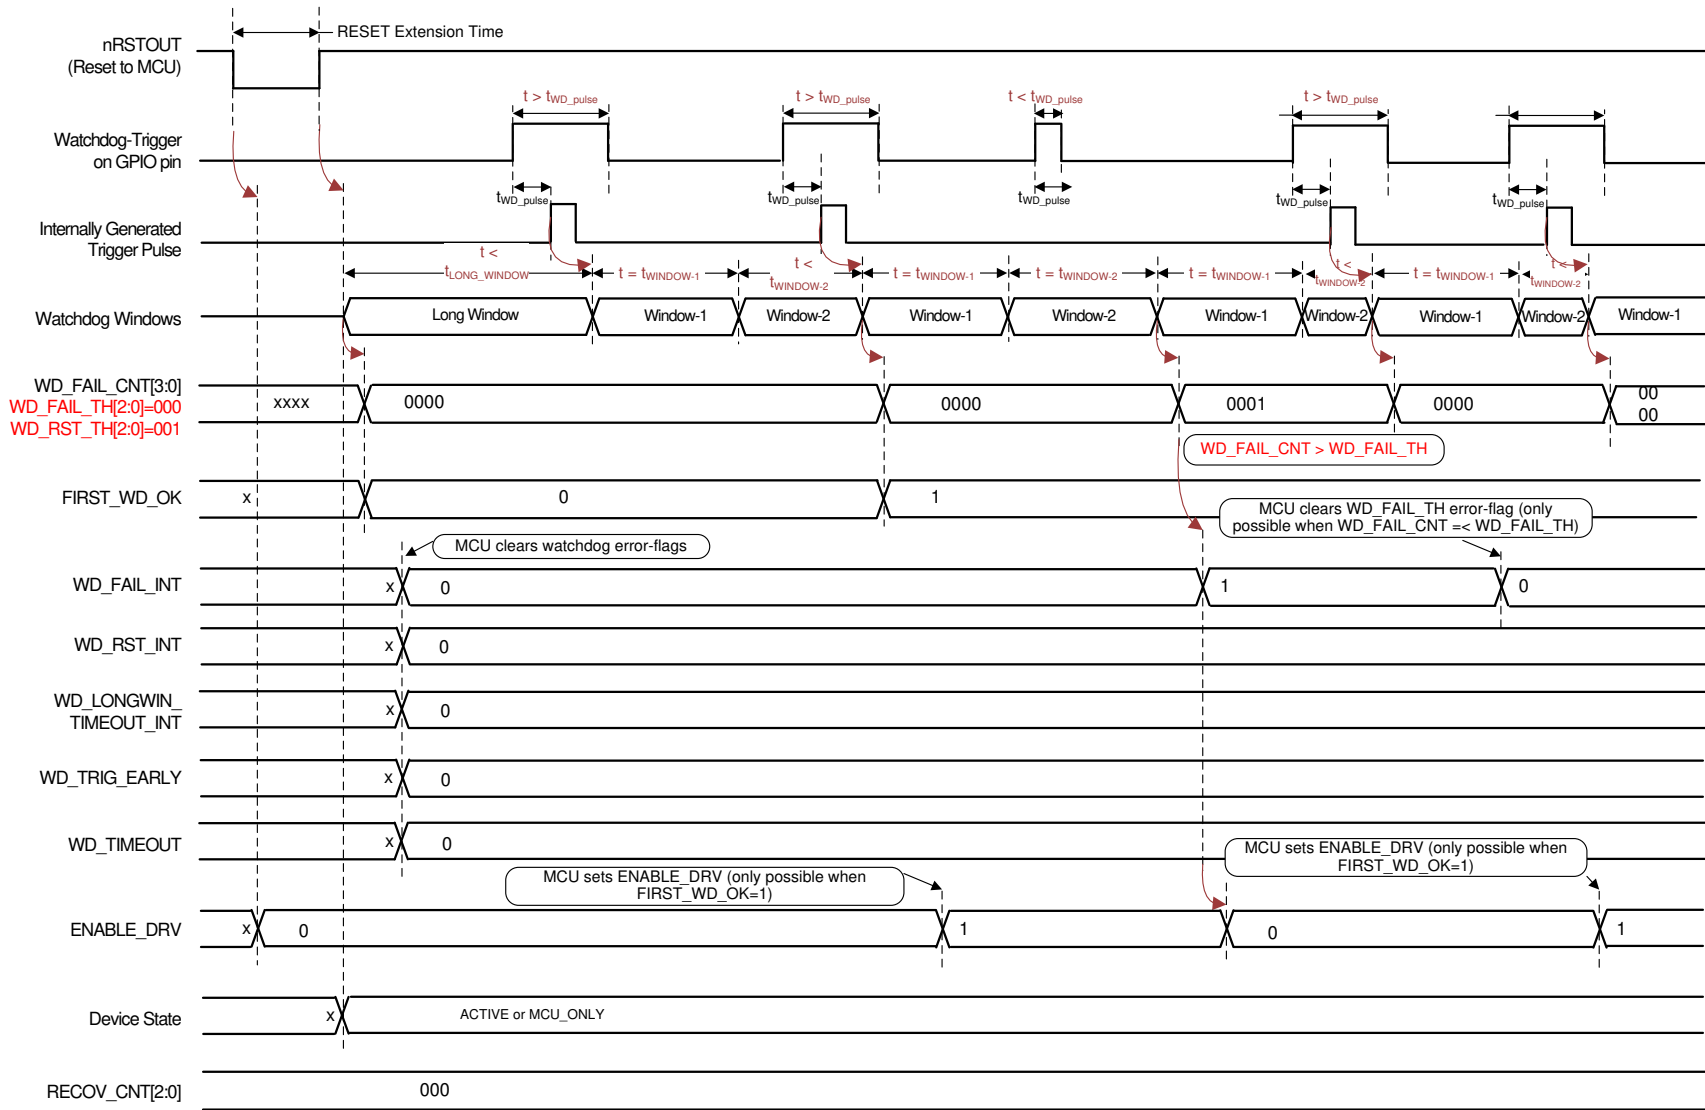 RESET Extension Time
nRSTOUT
(Reset to MCU)
t > tWD_pulse
t > tWD_pulse
t < tWD_pulse
t > tWD_pulse
Watchdog-Trigger
on GPIO pin
tWD_pulse
tWD_pulse
tWD_pulse
tWD_pulse
tWD_pulse
Internally Generated
Trigger Pulse
t <
tLONG_WINDOW
t = tWINDOW-1
t <
tWINDOW-2
t = tWINDOW-1
t = tWINDOW-2
t = tWINDOW-1
t <
tWINDOW-2
t = tWINDOW-1
t <
tWINDOW-2
Watchdog Windows
Long Window
Window-1
Window-2
Window-1
Window-2
Window-1
Window-2
Window-1
Window-2
Window-1
WD_FAIL_CNT[3:0]
WD_FAIL_TH[2:0]=000
WD_RST_TH[2:0]=001
xxxx
0000
0000
0001
0000
00
00
WD_FAIL_CNT > WD_FAIL_TH
FIRST_WD_OK
x
0
1
MCU clears WD_FAIL_TH error-flag (only
possible when WD_FAIL_CNT =< WD_FAIL_TH)
MCU clears watchdog error-flags
WD_FAIL_INT
x
0
1
0
WD_RST_INT
x
0
WD_LONGWIN_
TIMEOUT_INT
x
0
WD_TRIG_EARLY
x
0
WD_TIMEOUT
x
0
MCU sets ENABLE_DRV (only possible when
FIRST_WD_OK=1)
MCU sets ENABLE_DRV (only possible when
FIRST_WD_OK=1)
ENABLE_DRV
x
0
1
0
1
Device State
x
ACTIVE or MCU_ONLY
RECOV_CNT[2:0]
000